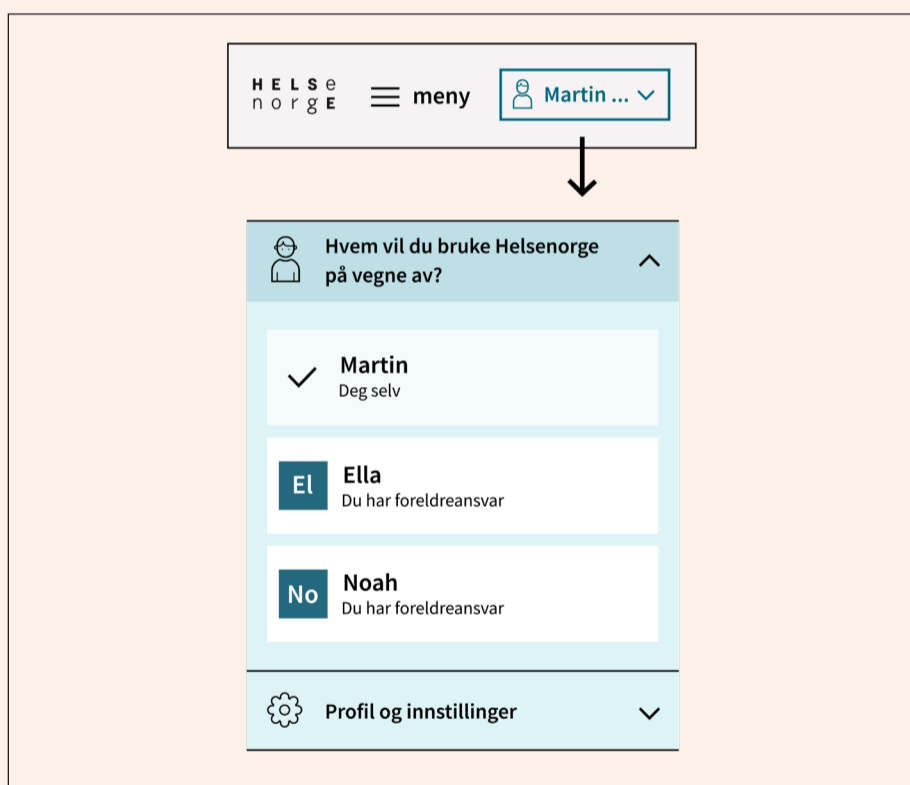 HELSe
norgE
meny
Martin ...
Hvem vil du bruke Helsenorge
på vegne av?
Martin
Deg selv
El
Ella
Du har foreldreansvar
No
Noah
Du har foreldreansvar
Profil og innstillinger